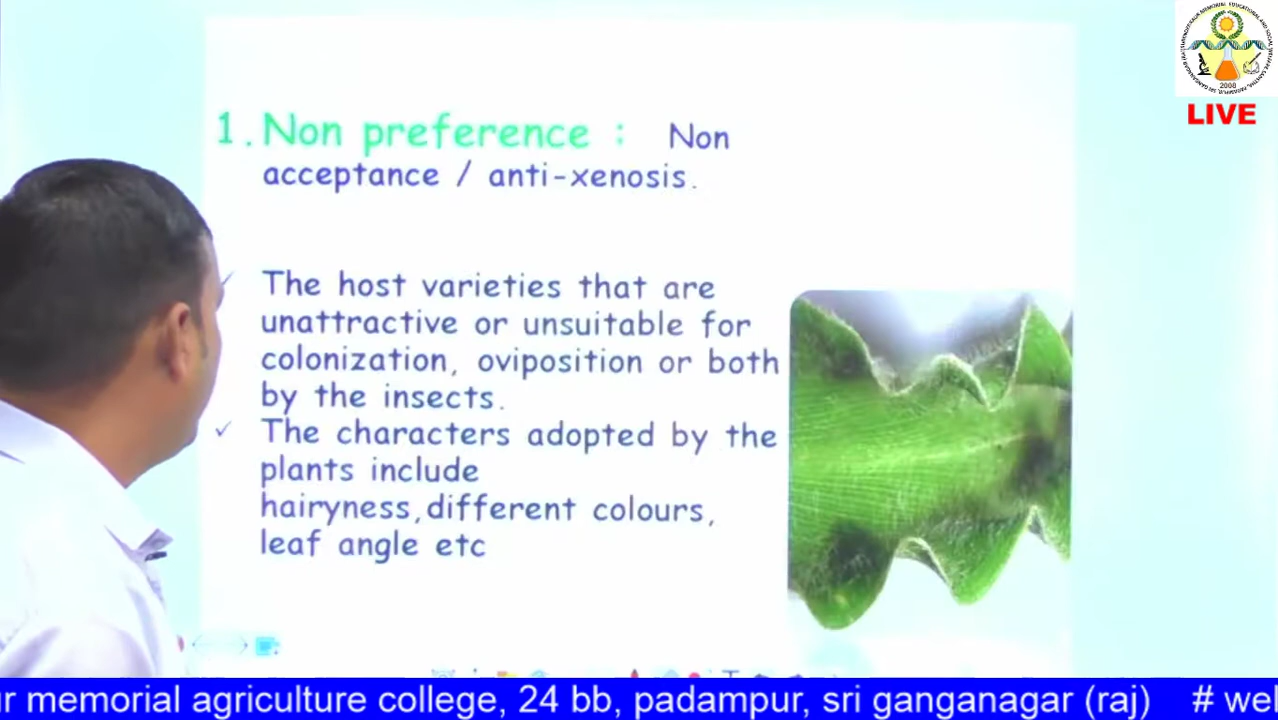 LIVE
1. Non preference : Non
acceptance / anti-xenosis.
The host varieties that are
unattractive or unsuitable for
colonization, oviposition or both
by the insects.
The characters adopted by the
plants include
hairyness,different colours,
leaf angle etc
2008
memorial agriculture college, 24 bb, padampur, sri ganganagar (raj) # wel